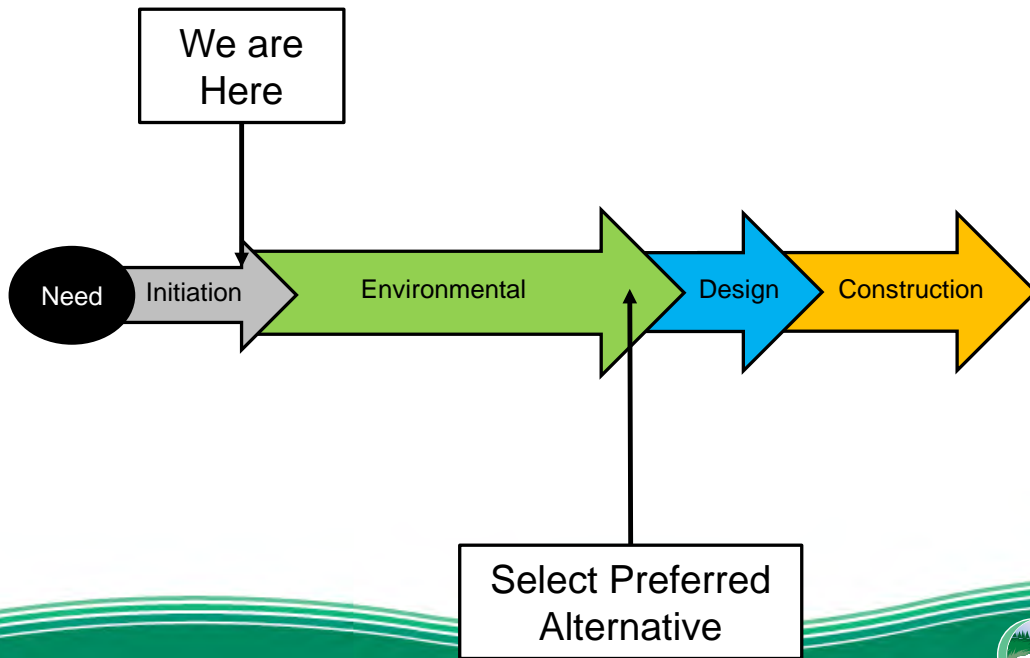 We are
Here
Need
Initiation
Environmental
Design
Construction
Select Preferred
Alternative